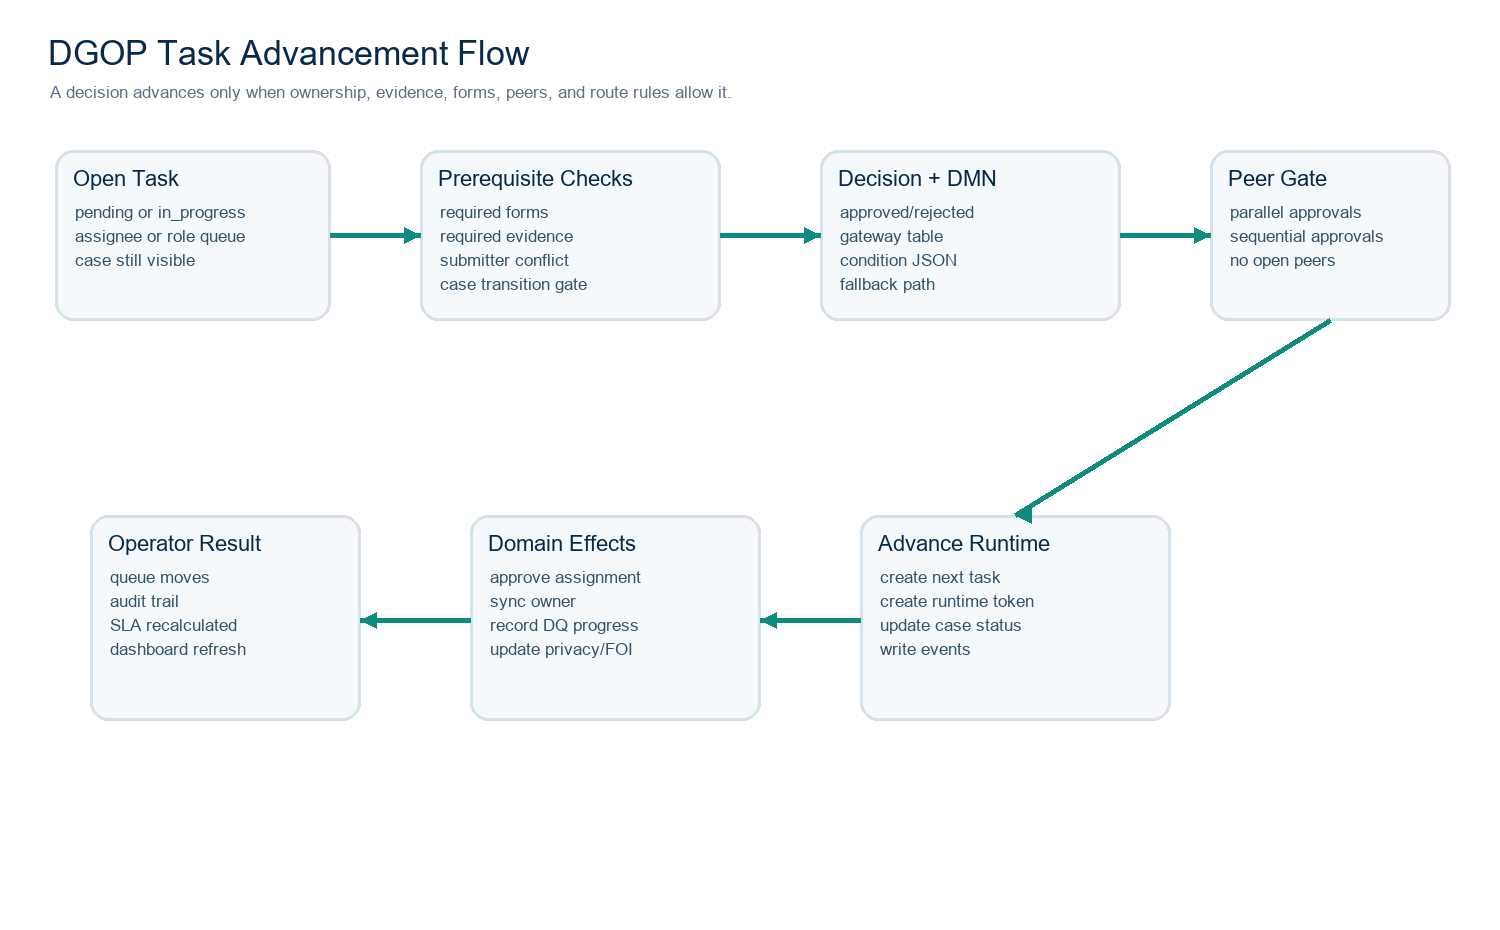 DGOP Task Advancement Flow
A decision advances only when ownership, evidence, forms, peers, and route rules allow it.
Open Task
pending or in_progress
assignee or role queue
case still visible
Prerequisite Checks
required forms
required evidence
submitter conflict
case transition gate
Decision + DMN
approved/rejected
gateway table
condition JSON
fallback path
Peer Gate
parallel approvals
sequential approvals
no open peers
Operator Result
queue moves
audit trail
SLA recalculated
dashboard refresh
Domain Effects
approve assignment
sync owner
record DQ progress
update privacy/FOI
Advance Runtime
create next task
create runtime token
update case status
write events